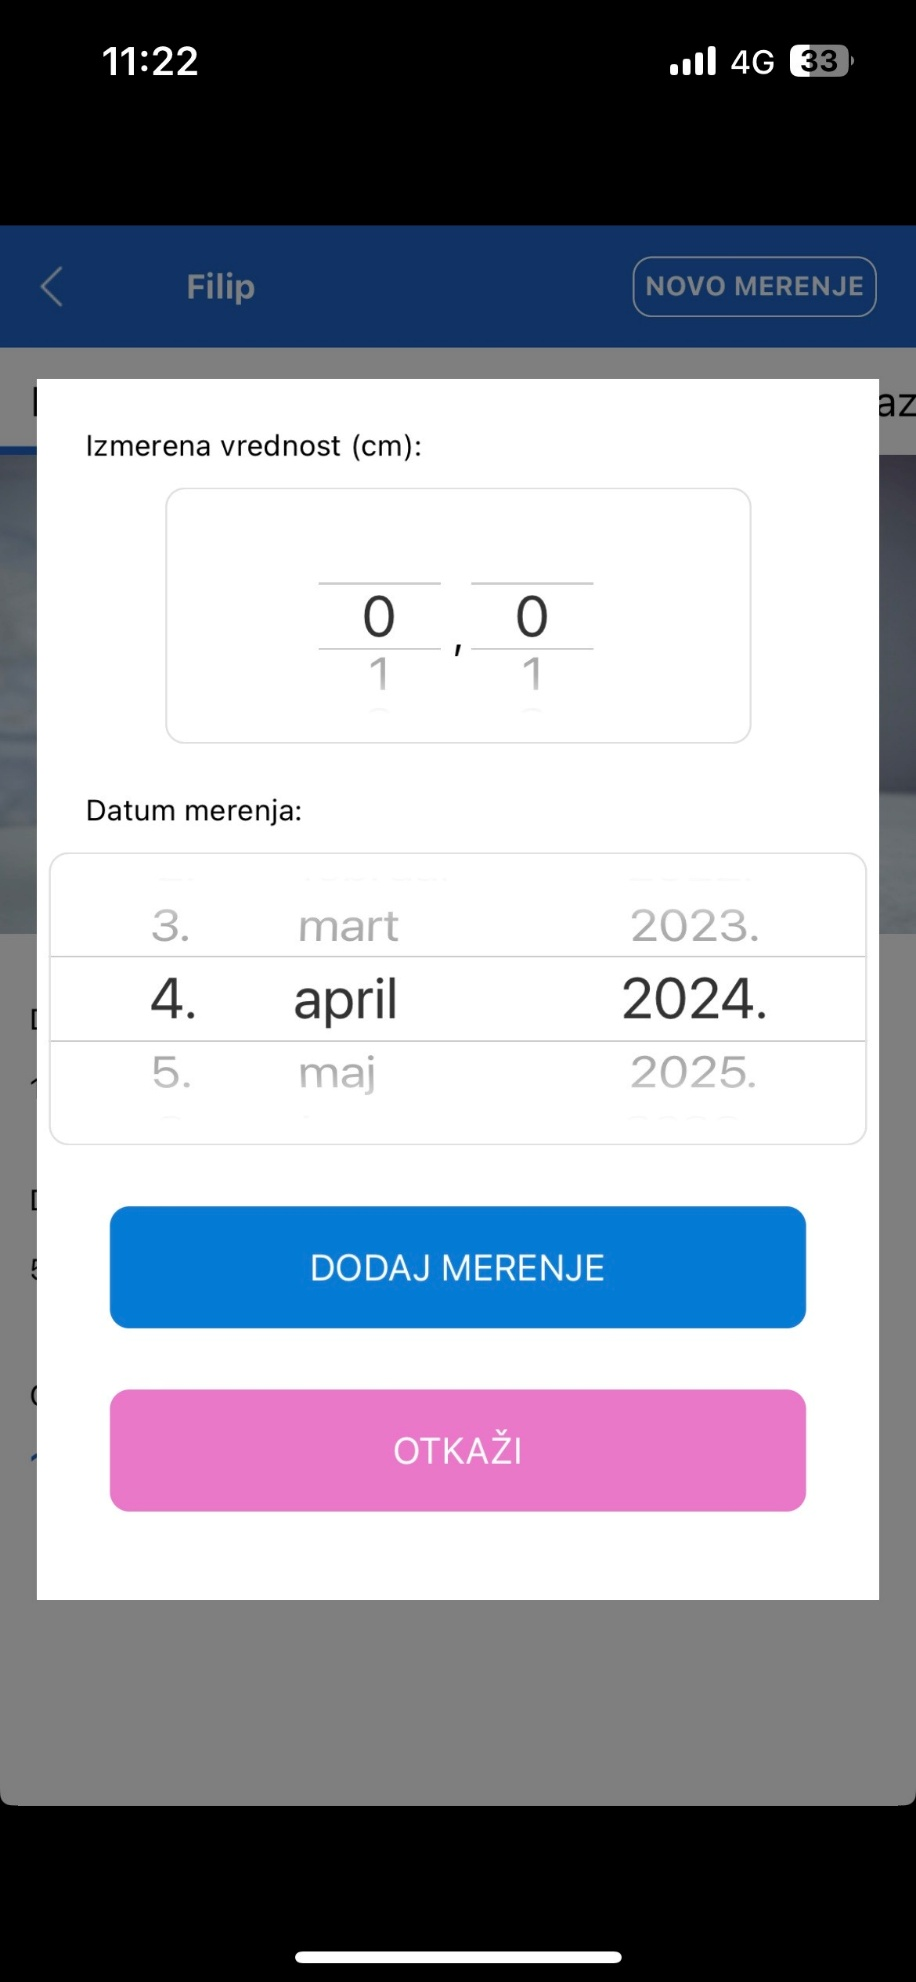 11:22
4G 33
Filip
NOVO MERENJE
az
Izmerena vrednost (cm):
0 , 0
1 1
Datum merenja:
3. mart 2023.
4. april 2024.
5. maj 2025.
DODAJ MERENJE
OTKAŽI